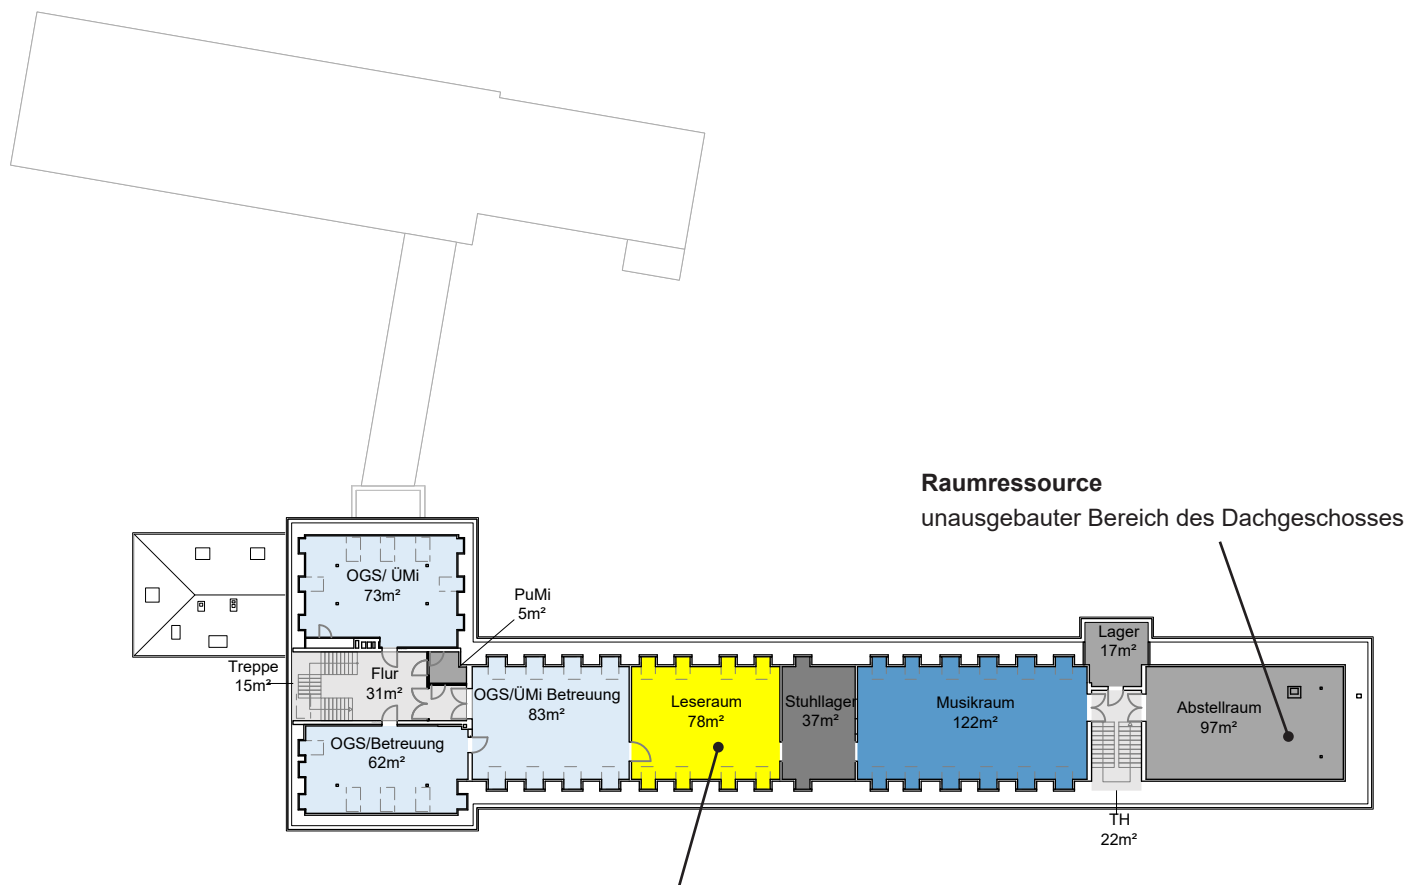 Raumressource
unausgebauter Bereich des Dachgeschosses
OGS/ ÜMi
73m²
PuMi
5m²
Lager
17m²
Treppe
15m²
Flur
31m²
OGS/ÜMi Betreuung
83m²
Leseraum
78m²
Stuhllager
37m²
Musikraum
122m²
Abstellraum
97m²
OGS/Betreuung
62m²
TH
22m²